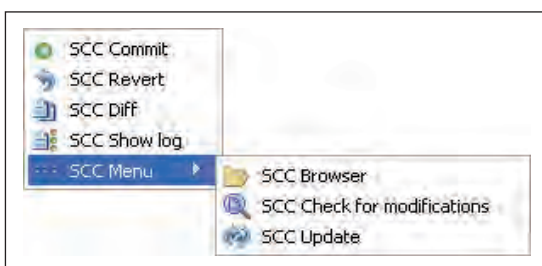 SCC Commit
SCC Revert
SCC Diff
SCC Show log
SCC Menu
SCC Browser
SCC Check for modifications
SCC Update